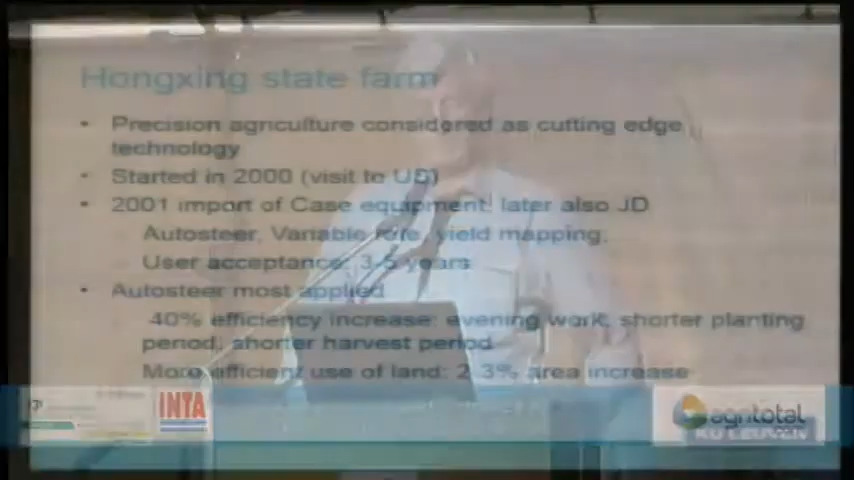 Hongxing state farm
• Precision agriculture considered as cutting edge
technology
• Started in 2000 (visit to US)
• 2001 import of Case equipment; later also JD
Autosteer, Variable rate, yield mapping,
User acceptance: 3-5 years
• Autosteer most applied
40% efficiency increase: evening work, shorter planting
period, shorter harvest period
More efficient use of land: 2-3% area increase
INTA
agritotal
KU LEUVEN